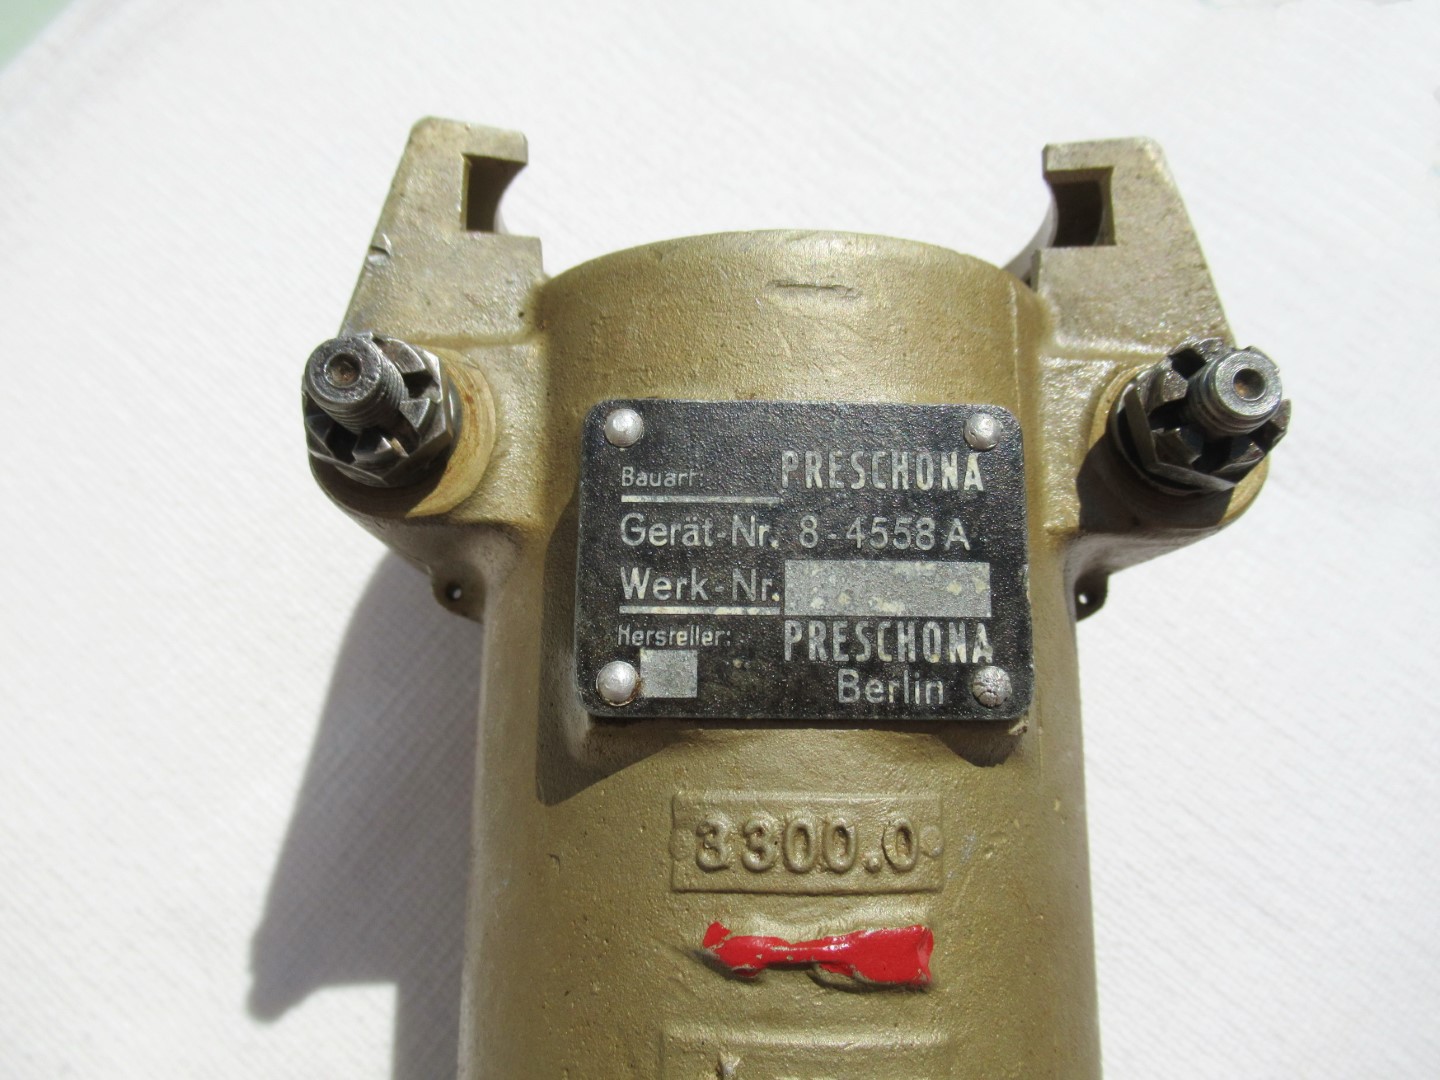 Bauart: PRESCHONA
Gerät-Nr. 8-4558 A
Werk-Nr.
Hersteller: PRESCHONA
Berlin
3300.0